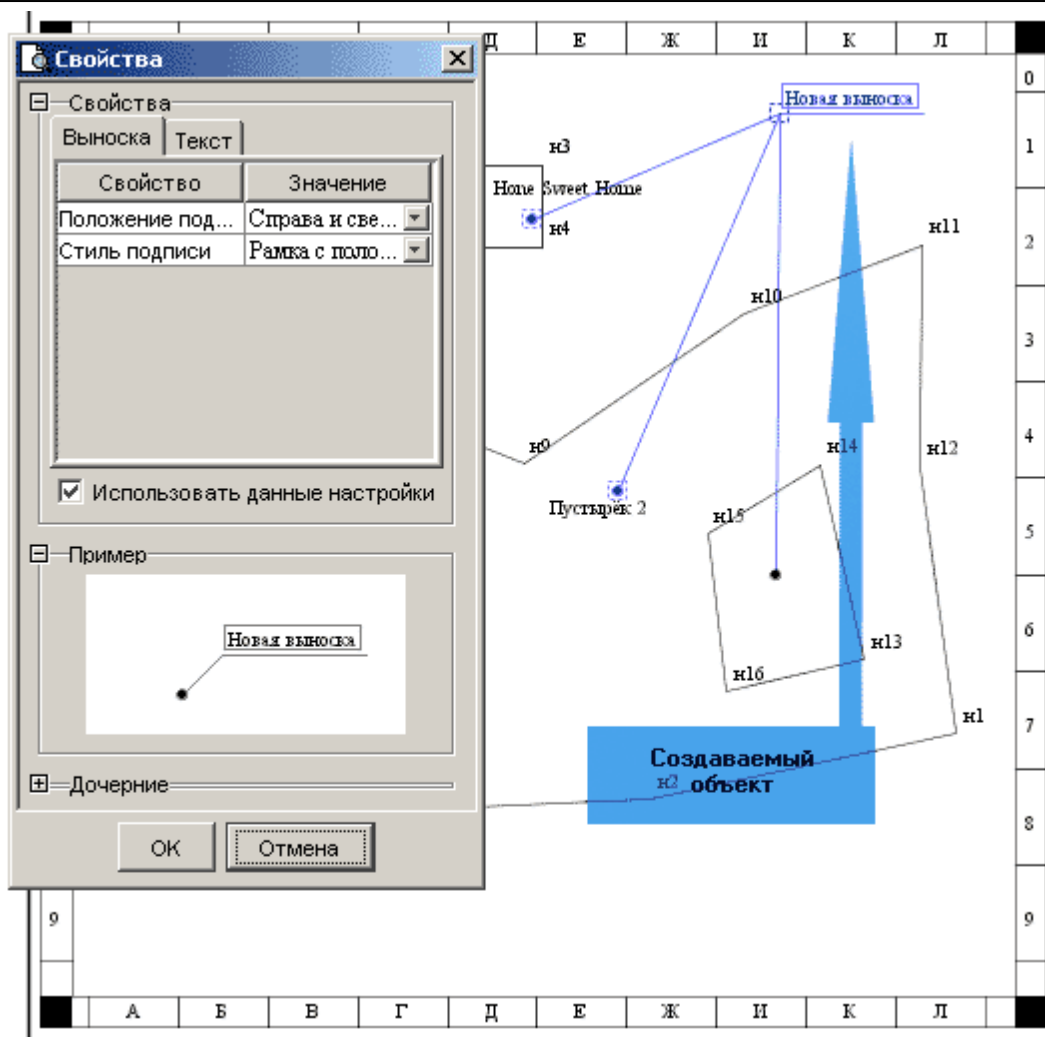 Свойства
Свойства
Выноска Текст
Свойство Значение
Положение под... Справа и све...
Стиль подписи Рамка с поло...
Использовать данные настройки
Пример
Новая выноска
Дочерние
OK Отмена
Д Е Ж И К Л
0
Новая выноска
1
н3
Home Sweet Home
н4
н11
2
н10
3
4
н9
н14
н12
Пустырёк 2
н15
5
6
н13
н16
н1
7
Создаваемый
объект
н2
8
9 9
А Б В Г Д Е Ж И К Л